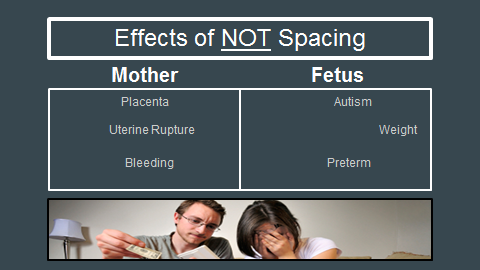 Effects of NOT Spacing
Mother
Fetus
Placenta
Autism
Uterine Rupture
Weight
Bleeding
Preterm